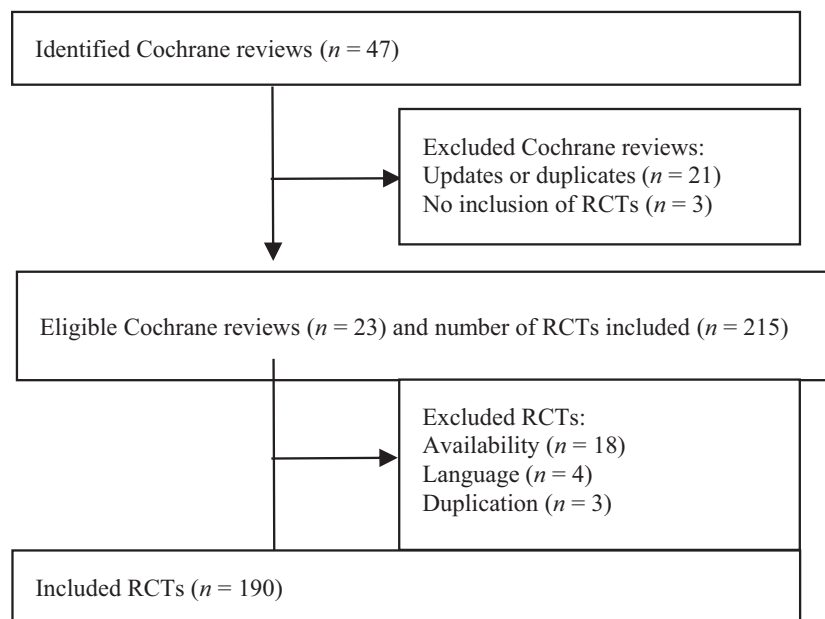 Identified Cochrane reviews (n = 47)
Excluded Cochrane reviews:
Updates or duplicates (n = 21)
No inclusion of RCTs (n = 3)
Eligible Cochrane reviews (n = 23) and number of RCTs included (n = 215)
Excluded RCTs:
Availability (n = 18)
Language (n = 4)
Duplication (n = 3)
Included RCTs (n = 190)